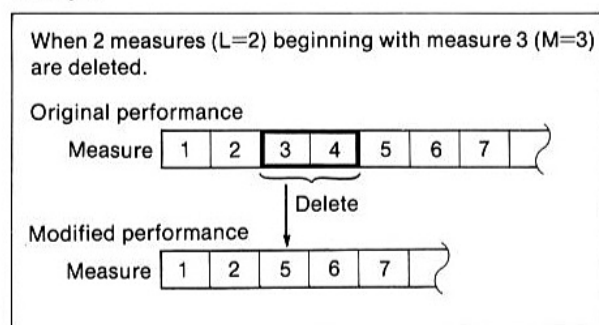 When 2 measures (L=2) beginning with measure 3 (M=3)
are deleted.
Original performance
Measure 1 2 3 4 5 6 7
Delete
Modified performance
Measure 1 2 5 6 7